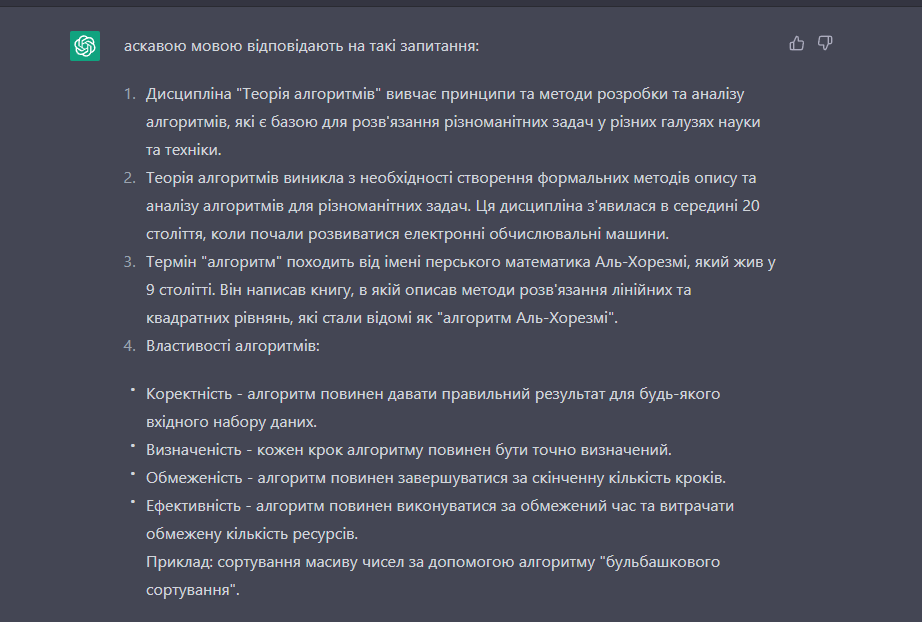 аскавою мовою відповідають на такі запитання:
1. Дисципліна "Теорія алгоритмів" вивчає принципи та методи розробки та аналізу
алгоритмів, які є базою для розв'язання різноманітних задач у різних галузях науки
та техніки.
2. Теорія алгоритмів виникла з необхідності створення формальних методів опису та
аналізу алгоритмів для різноманітних задач. Ця дисципліна з'явилася в середині 20
століття, коли почали розвиватися електронні обчислювальні машини.
3. Термін "алгоритм" походить від імені перського математика Аль-Хорезмі, який жив у
9 столітті. Він написав книгу, в якій описав методи розв'язання лінійних та
квадратних рівнянь, які стали відомі як "алгоритм Аль-Хорезмі".
4. Властивості алгоритмів:
• Коректність - алгоритм повинен давати правильний результат для будь-якого
вхідного набору даних.
• Визначеність - кожен крок алгоритму повинен бути точно визначений.
• Обмеженість - алгоритм повинен завершуватися за скінченну кількість кроків.
• Ефективність - алгоритм повинен виконуватися за обмежений час та витрачати
обмежену кількість ресурсів.
Приклад: сортування масиву чисел за допомогою алгоритму "бульбашкового
сортування".